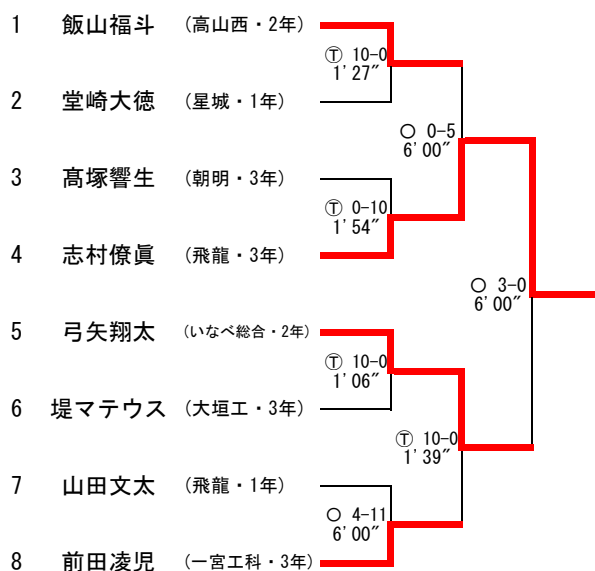 1 飯山福斗 (高山西・2年)
Ⓣ 10-0
1'27"
2 堂崎大徳 (星城・1年)
○ 0-5
6'00"
3 髙塚響生 (朝明・3年)
Ⓣ 0-10
1'54"
4 志村僚眞 (飛龍・3年)
○ 3-0
6'00"
5 弓矢翔太 (いなべ総合・2年)
Ⓣ 10-0
1'06"
6 堤マテウス (大垣工・3年)
Ⓣ 10-0
1'39"
7 山田文太 (飛龍・1年)
○ 4-11
6'00"
8 前田凌児 (一宮工科・3年)